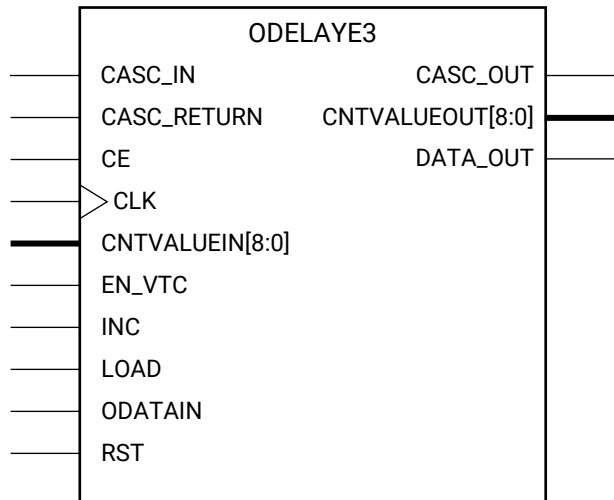 ODELAYE3
CASC_IN CASC_OUT
CASC_RETURN CNTVALUEOUT[8:0]
CE DATA_OUT
CLK
CNTVALUEIN[8:0]
EN_VTC
INC
LOAD
ODATAIN
RST